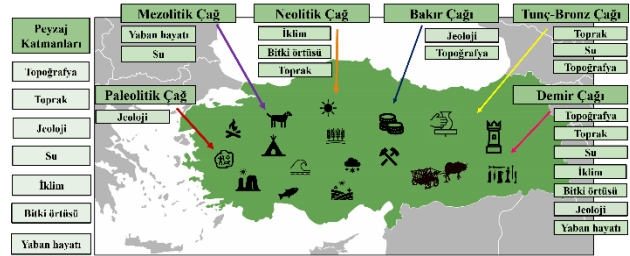 Peyzaj
Katmanları
Topoğrafya
Toprak
Jeoloji
Su
İklim
Bitki örtüsü
Yaban hayatı
Mezolitik Çağ
Yaban hayatı
Su
Paleolitik Çağ
Jeoloji
Neolitik Çağ
İklim
Bitki örtüsü
Toprak
Bakır Çağı
Jeoloji
Topoğrafya
Tunç-Bronz Çağı
Toprak
Su
Topoğrafya
Demir Çağı
Topoğrafya
Toprak
Su
İklim
Bitki örtüsü
Jeoloji
Yaban hayatı